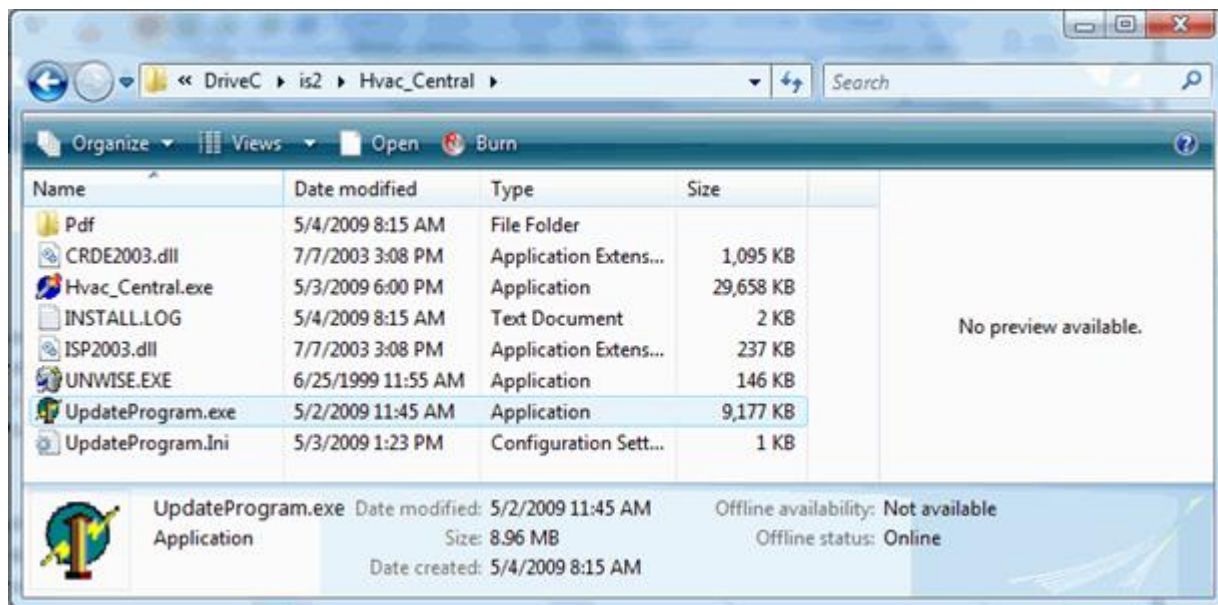 « DriveC ▸ is2 ▸ Hvac_Central ▸ Search
Organize Views Open Burn
Name Date modified Type Size
Pdf 5/4/2009 8:15 AM File Folder
CRDE2003.dll 7/7/2003 3:08 PM Application Extens... 1,095 KB
Hvac_Central.exe 5/3/2009 6:00 PM Application 29,658 KB
INSTALL.LOG 5/4/2009 8:15 AM Text Document 2 KB
ISP2003.dll 7/7/2003 3:08 PM Application Extens... 237 KB
UNWISE.EXE 6/25/1999 11:55 AM Application 146 KB
UpdateProgram.exe 5/2/2009 11:45 AM Application 9,177 KB
UpdateProgram.Ini 5/3/2009 1:23 PM Configuration Sett... 1 KB
No preview available.
UpdateProgram.exe Date modified: 5/2/2009 11:45 AM Offline availability: Not available
Application Size: 8.96 MB Offline status: Online
Date created: 5/4/2009 8:15 AM